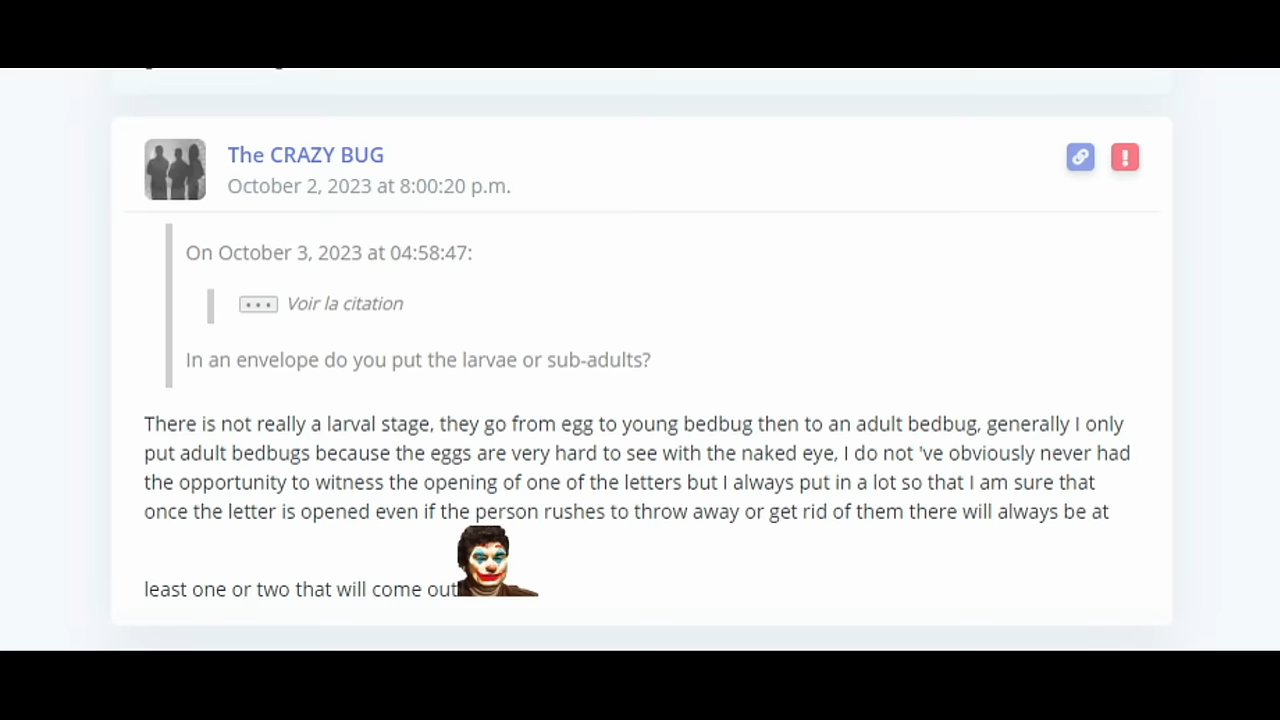 The CRAZY BUG
October 2, 2023 at 8:00:20 p.m.
On October 3, 2023 at 04:58:47:
Voir la citation
In an envelope do you put the larvae or sub-adults?
There is not really a larval stage, they go from egg to young bedbug then to an adult bedbug, generally I only
put adult bedbugs because the eggs are very hard to see with the naked eye, I do not 've obviously never had
the opportunity to witness the opening of one of the letters but I always put in a lot so that I am sure that
once the letter is opened even if the person rushes to throw away or get rid of them there will always be at
least one or two that will come out